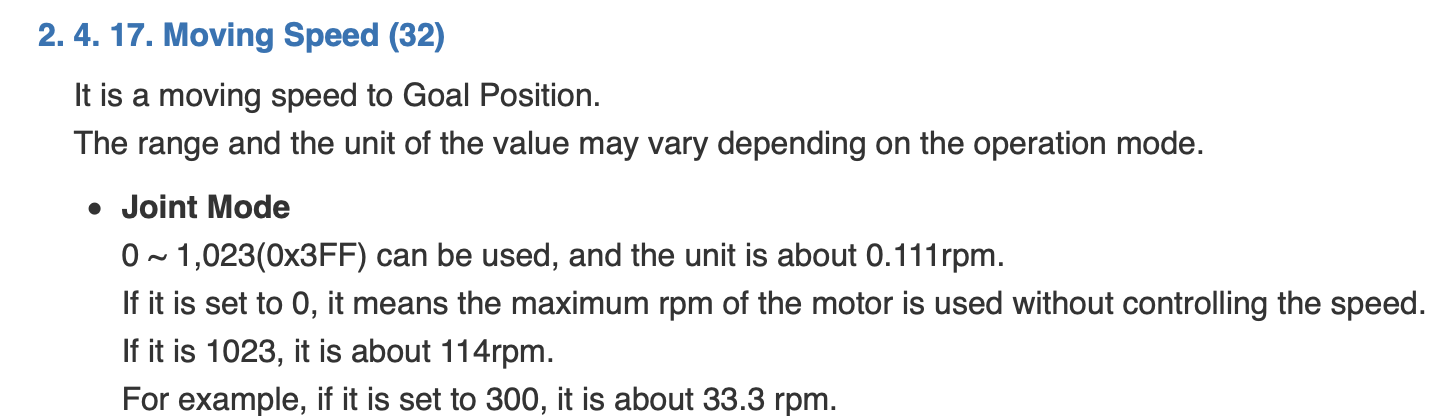 2. 4. 17. Moving Speed (32)
It is a moving speed to Goal Position.
The range and the unit of the value may vary depending on the operation mode.
• Joint Mode
0 ~ 1,023(0x3FF) can be used, and the unit is about 0.111rpm.
If it is set to 0, it means the maximum rpm of the motor is used without controlling the speed.
If it is 1023, it is about 114rpm.
For example, if it is set to 300, it is about 33.3 rpm.